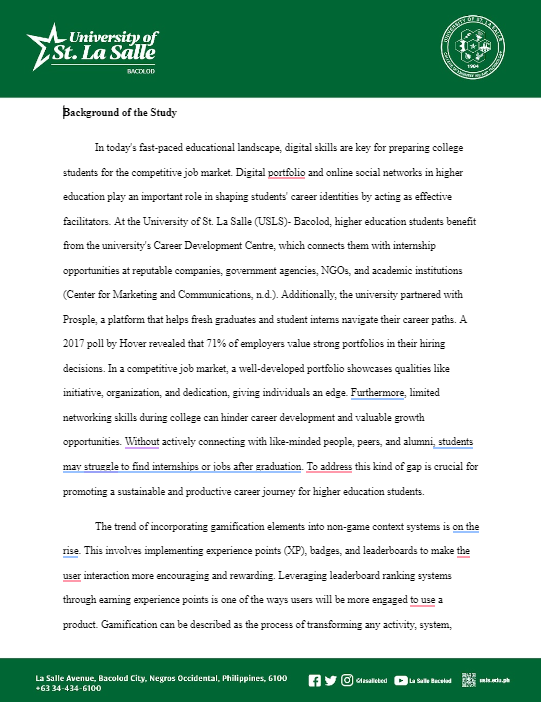 University of
St. La Salle
BACOLOD
1984
Background of the Study
In today's fast-paced educational landscape, digital skills are key for preparing college
students for the competitive job market. Digital portfolio and online social networks in higher
education play an important role in shaping students' career identities by acting as effective
facilitators. At the University of St. La Salle (USLS)- Bacolod, higher education students benefit
from the university's Career Development Centre, which connects them with internship
opportunities at reputable companies, government agencies, NGOs, and academic institutions
(Center for Marketing and Communications, n.d.). Additionally, the university partnered with
Prosple, a platform that helps fresh graduates and student interns navigate their career paths. A
2017 poll by Hover revealed that 71% of employers value strong portfolios in their hiring
decisions. In a competitive job market, a well-developed portfolio showcases qualities like
initiative, organization, and dedication, giving individuals an edge. Furthermore, limited
networking skills during college can hinder career development and valuable growth
opportunities. Without actively connecting with like-minded people, peers, and alumni, students
may struggle to find internships or jobs after graduation. To address this kind of gap is crucial for
promoting a sustainable and productive career journey for higher education students.
The trend of incorporating gamification elements into non-game context systems is on the
rise. This involves implementing experience points (XP), badges, and leaderboards to make the
user interaction more encouraging and rewarding. Leveraging leaderboard ranking systems
through earning experience points is one of the ways users will be more engaged to use a
product. Gamification can be described as the process of transforming any activity, system,
La Salle Avenue, Bacolod City, Negros Occidental, Philippines, 6100
+63 34-434-6100
@lasallebcd
La Salle Bacolod
usls.edu.ph